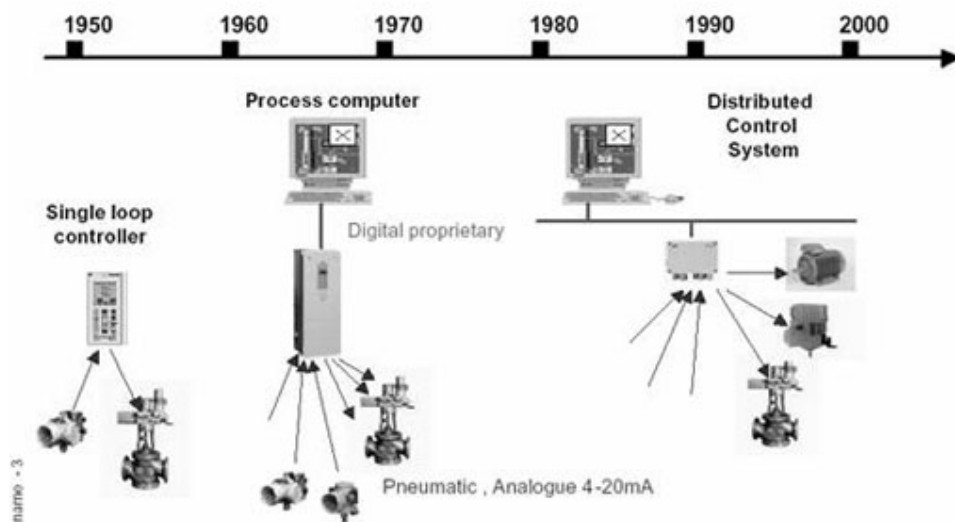 1950 1960 1970 1980 1990 2000
Process computer
Distributed
Control
System
Single loop
controller
Digital proprietary
Pneumatic , Analogue 4-20mA